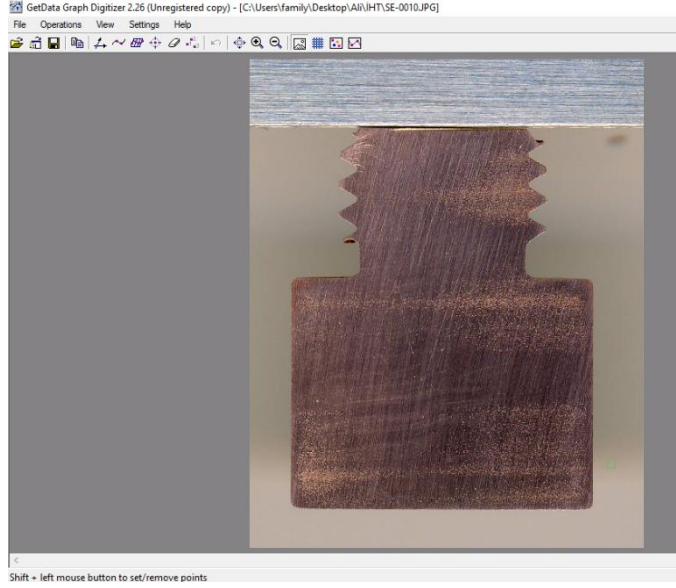 GetData Graph Digitizer 2.26 (Unregistered copy) - [C:\Users\family\Desktop\Ali\IHT\SE-0010.JPG]
File Operations View Settings Help
Shift + left mouse button to set/remove points